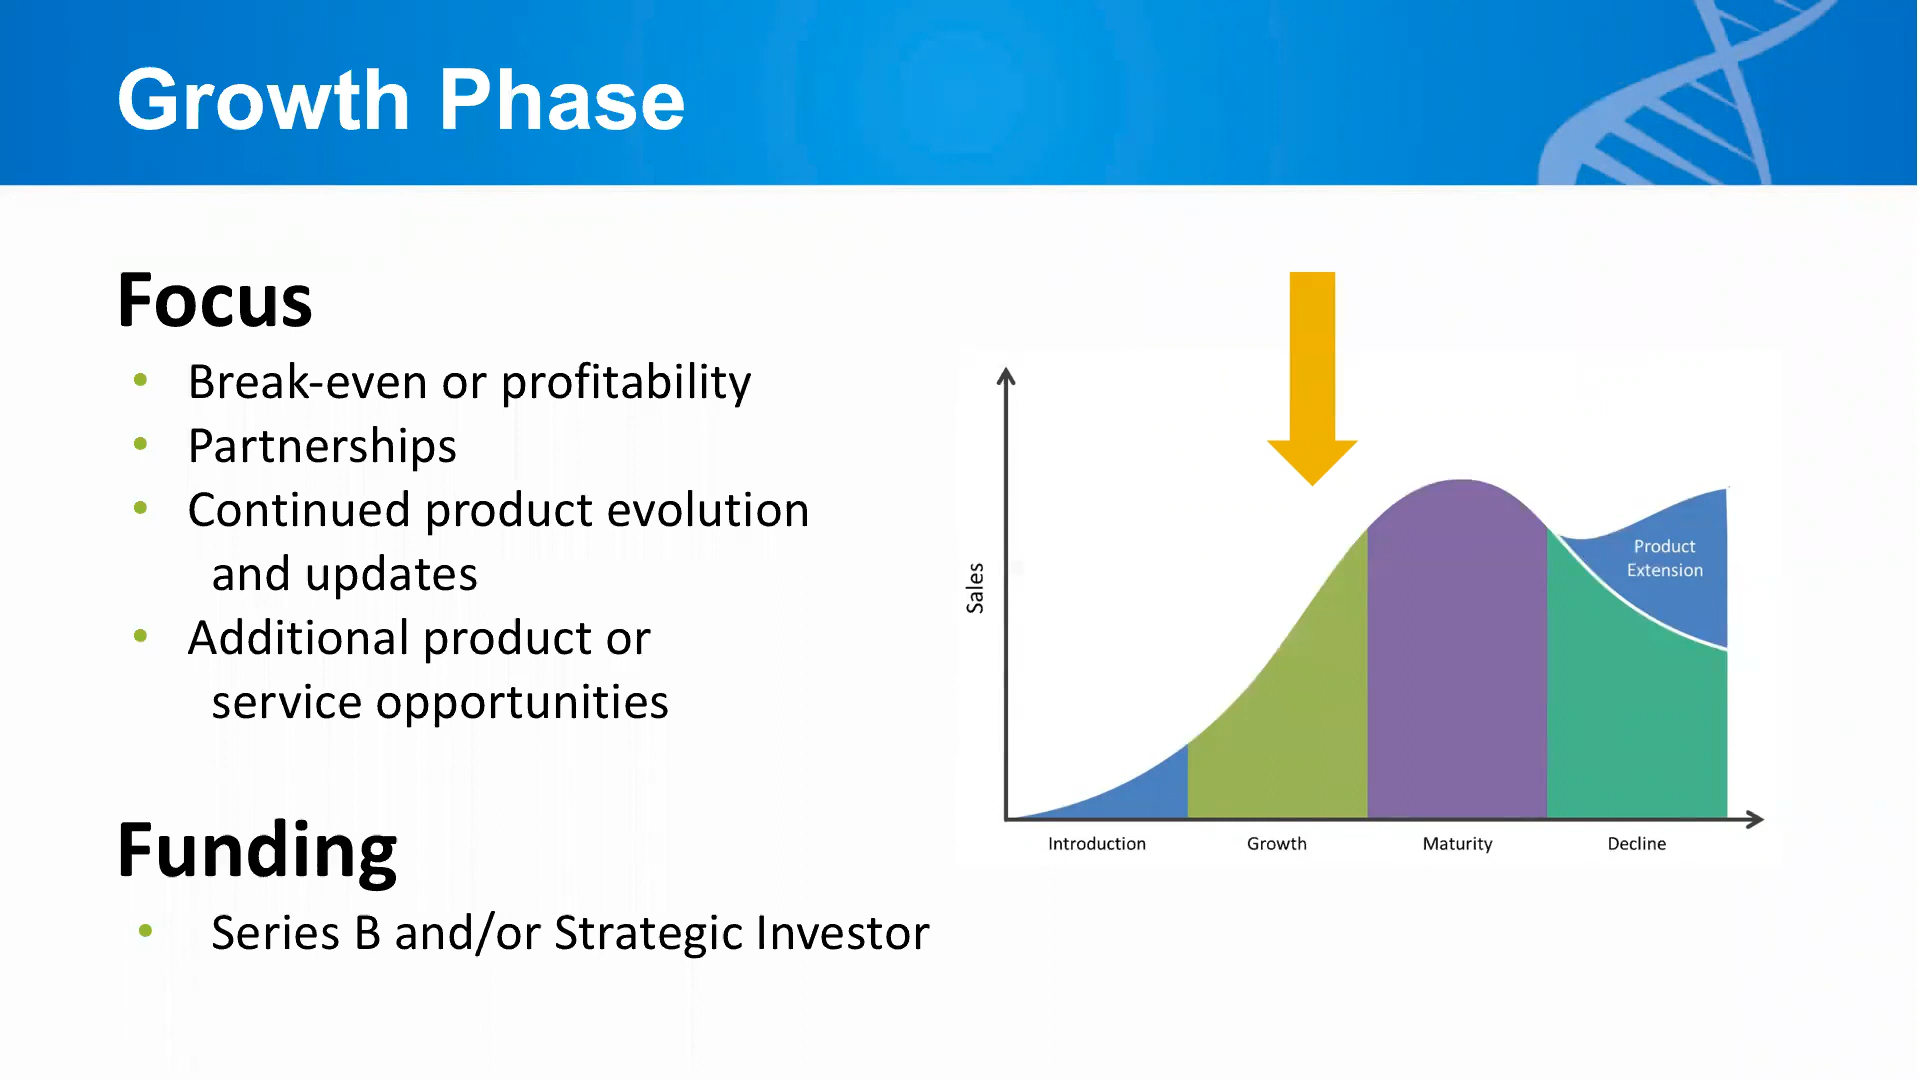 Growth Phase
Focus
• Break-even or profitability
• Partnerships
• Continued product evolution
and updates
• Additional product or
service opportunities
Funding
• Series B and/or Strategic Investor
Sales
Product
Extension
Introduction
Growth
Maturity
Decline